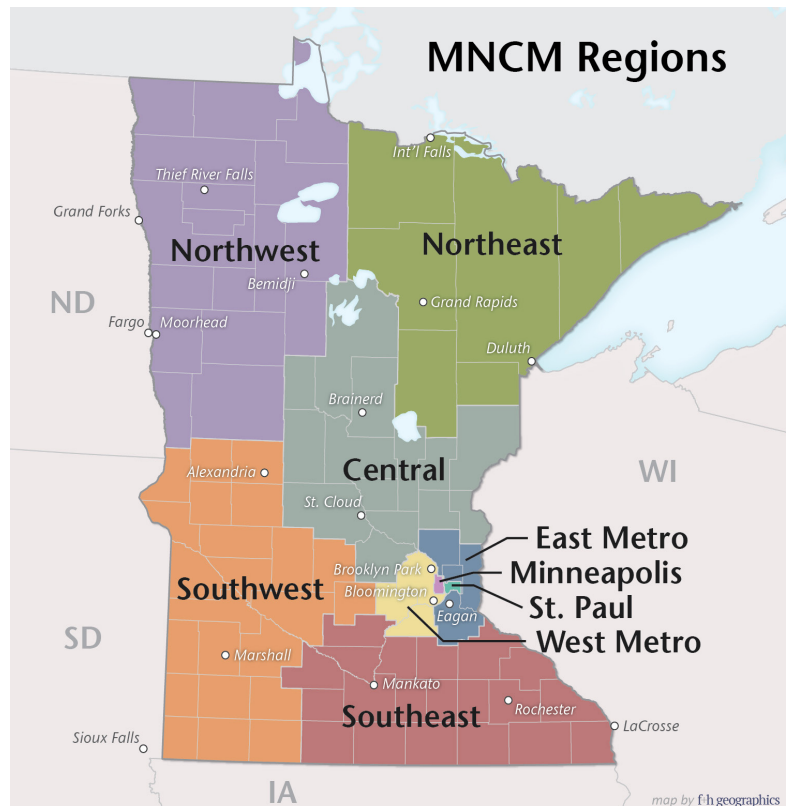 MNCM Regions
Int'l Falls
Thief River Falls
Grand Forks
Northwest
Northeast
Bemidji
ND
Grand Rapids
Fargo
Moorhead
Duluth
Brainerd
Alexandria
Central
WI
St. Cloud
East Metro
Brooklyn Park
Minneapolis
Southwest
Bloomington
St. Paul
Eagan
SD
West Metro
Marshall
Mankato
Southeast
Rochester
LaCrosse
Sioux Falls
IA
map by f+h geographics